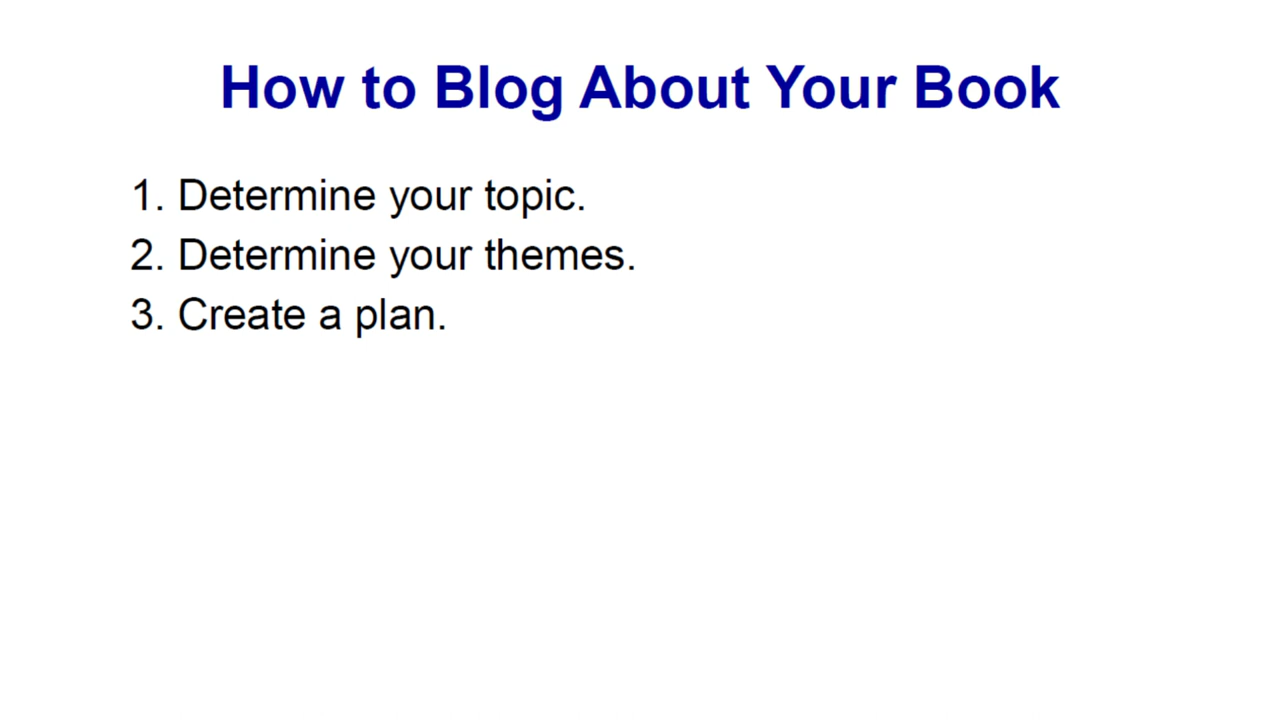 How to Blog About Your Book
1. Determine your topic.
2. Determine your themes.
3. Create a plan.